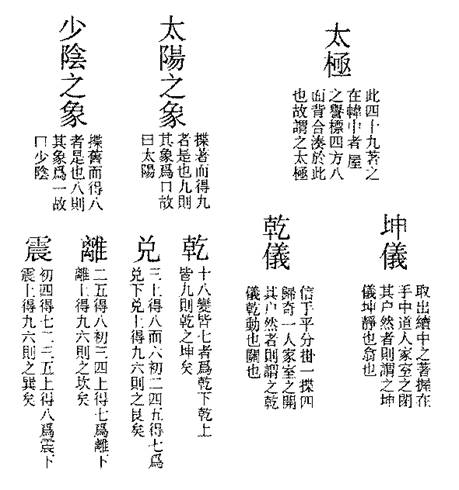 太極
此四十九蓍之
在韓中者 屋
之譽標四方八
面背合湊於此
也故謂之太極
坤儀
取出續中之蓍握在
手中道人家室之閉
其户然者則謂之坤
儀坤靜也翕也
乾儀
信手平分掛一揲四
歸奇一人家室之開
其户然者則謂之乾
儀乾動也闢也
太陽之象
揲蓍而得九
者是也九則
其象爲口故
曰太陽
少陰之象
揲舊而得八
者是也八則
其象爲一故
口少陰
乾
十八變皆七者爲乾下乾上
皆九則乾之坤矣
兑
三上得八而六初二四五得七爲
兑下兑上得九六則之艮矣
離
二五得八初三四上得七爲離下
離上得九六則之坎矣
震
初四得七二三五上得八爲震下
震上得九六則之巽矣